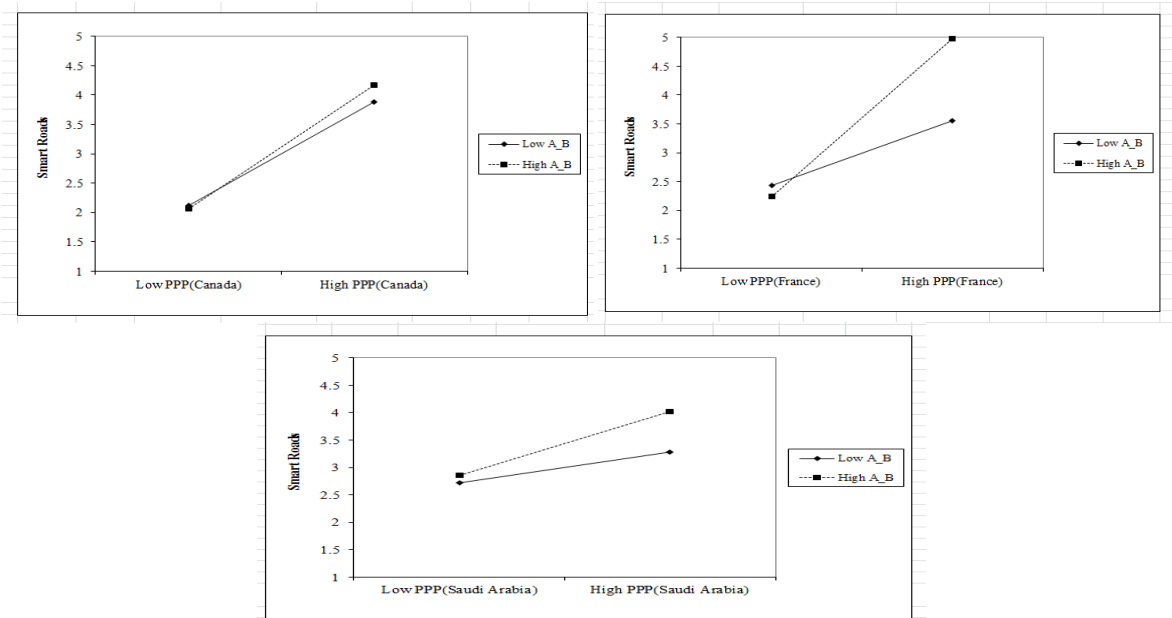 5
4.5
4
3.5
3
2.5
2
1.5
1
Smart Roads
Low PPP(Canada)
High PPP(Canada)
Low A_B
High A_B
5
4.5
4
3.5
3
2.5
2
1.5
1
Smart Roads
Low PPP(France)
High PPP(France)
Low A_B
High A_B
5
4.5
4
3.5
3
2.5
2
1.5
1
Smart Roads
Low PPP(Saudi Arabia)
High PPP(Saudi Arabia)
Low A_B
High A_B